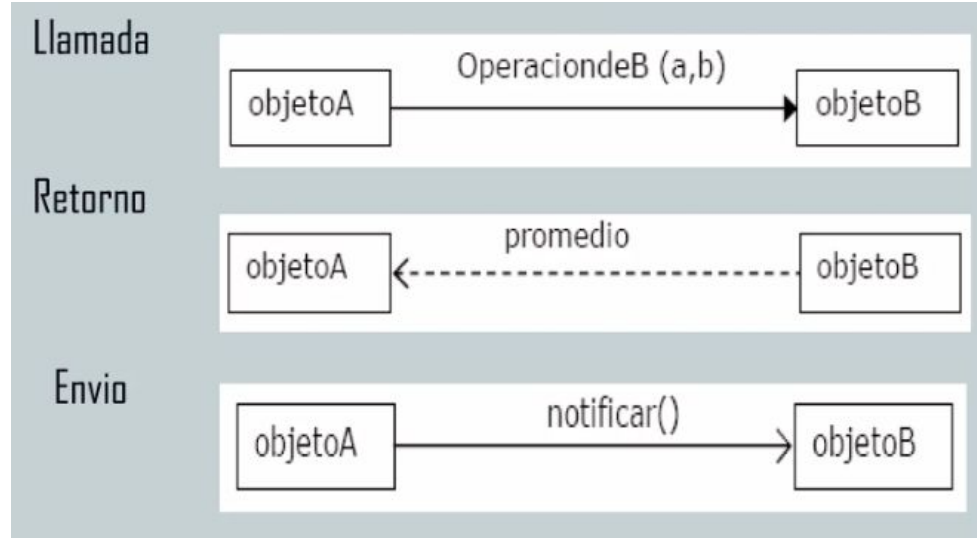 Llamada
OperaciondeB (a,b)
objetoA
objetoB
Retorno
promedio
objetoA
objetoB
Envio
notificar()
objetoA
objetoB